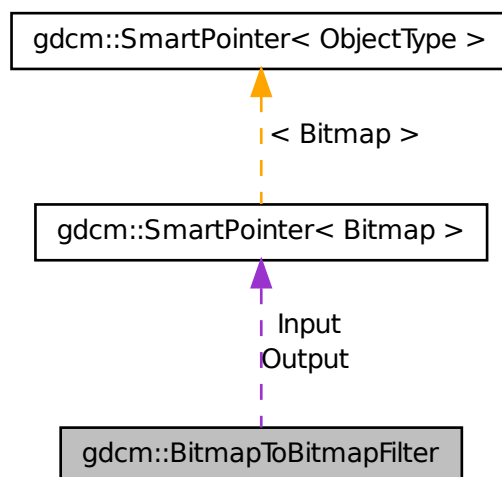 gdcm::SmartPointer< ObjectType >
< Bitmap >
gdcm::SmartPointer< Bitmap >
Input
Output
gdcm::BitmapToBitmapFilter